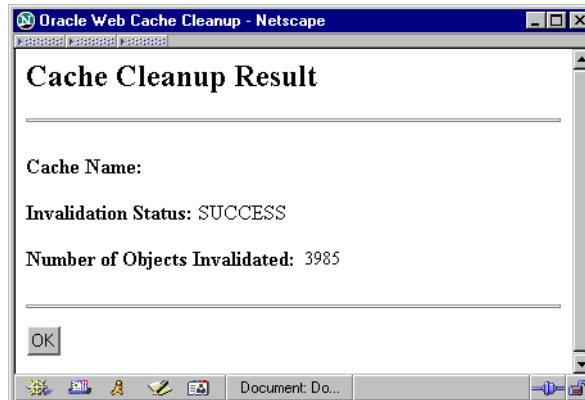 Oracle Web Cache Cleanup - Netscape
Cache Cleanup Result
Cache Name:
Invalidation Status: SUCCESS
Number of Objects Invalidated: 3985
OK
Document: Do...